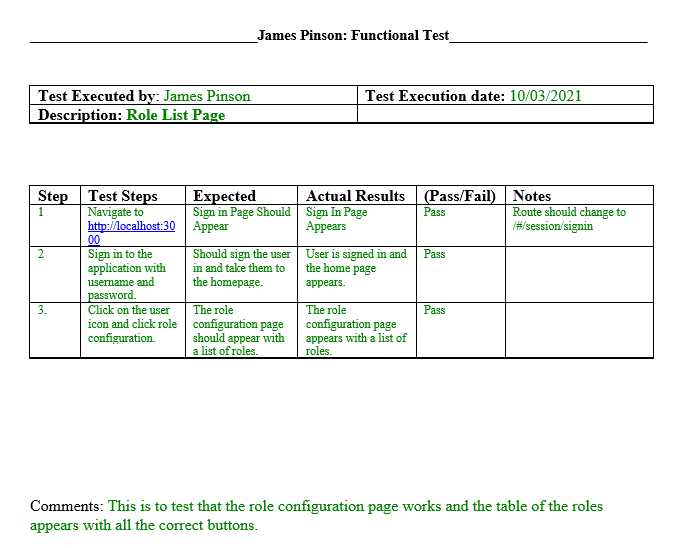 James Pinson: Functional Test
Test Executed by: James Pinson Test Execution date: 10/03/2021
Description: Role List Page
Step Test Steps Expected Actual Results (Pass/Fail) Notes
1 Navigate to http://localhost:3000 Sign in Page Should Appear Sign In Page Appears Pass Route should change to /#/session/signin
2 Sign in to the application with username and password. Should sign the user in and take them to the homepage. User is signed in and the home page appears. Pass
3. Click on the user icon and click role configuration. The role configuration page should appear with a list of roles. The role configuration page appears with a list of roles. Pass
Comments: This is to test that the role configuration page works and the table of the roles
appears with all the correct buttons.